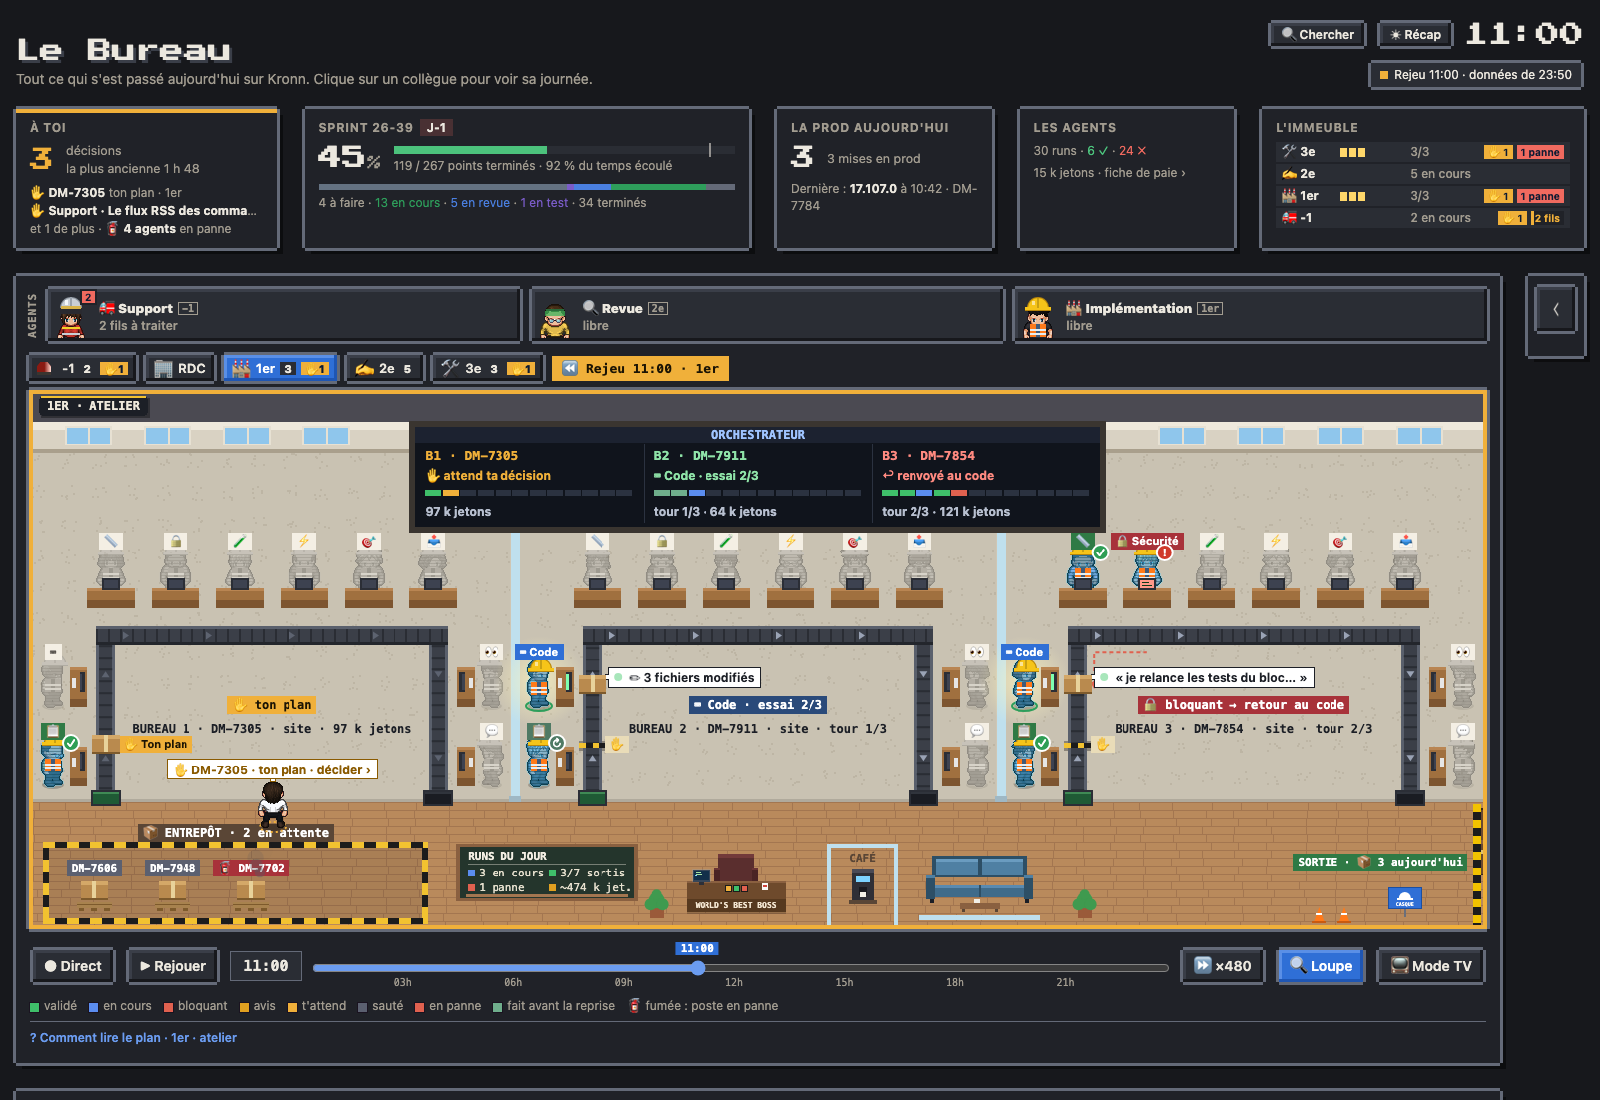 Le Bureau
Tout ce qui s'est passé aujourd'hui sur Kronn. Clique sur un collègue pour voir sa journée.
Chercher
Récap
11:00
Rejeu 11:00 · données de 23:50
À TOI
3
décisions
la plus ancienne 1 h 48
DM-7305 ton plan · 1er
Support · Le flux RSS des comma…
et 1 de plus · 4 agents en panne
SPRINT 26-39 J-1
45%
119 / 267 points terminés · 92 % du temps écoulé
4 à faire · 13 en cours · 5 en revue · 1 en test · 34 terminés
LA PROD AUJOURD'HUI
3 3 mises en prod
Dernière : 17.107.0 à 10:42 · DM-
7784
LES AGENTS
30 runs · 6 ✓ · 24 ✕
15 k jetons · fiche de paie ›
L'IMMEUBLE
3e 3/3 1 1 panne
2e 5 en cours
1er 3/3 1 1 panne
-1 2 en cours 1 2 fils
AGENTS
2
Support -1
2 fils à traiter
Revue 2e
libre
Implémentation 1er
libre
-1 2 1
RDC
1er 3 1
2e 5
3e 3 1
Rejeu 11:00 · 1er
1ER · ATELIER
ORCHESTRATEUR
B1 · DM-7305
attend ta décision
97 k jetons
B2 · DM-7911
Code · essai 2/3
tour 1/3 · 64 k jetons
B3 · DM-7854
↩ renvoyé au code
tour 2/3 · 121 k jetons
Sécurité
Code
Code
3 fichiers modifiés
« je relance les tests du bloc… »
ton plan
Code · essai 2/3
bloquant → retour au code
BUREAU 1 · DM-7305 · site · 97 k jetons
BUREAU 2 · DM-7911 · site · tour 1/3
BUREAU 3 · DM-7854 · site · tour 2/3
Ton plan
DM-7305 · ton plan · décider ›
ENTREPÔT · 2 en attente
DM-7606
DM-7948
DM-7702
RUNS DU JOUR
3 en cours 3/7 sortis
1 panne ~474 k jet.
WORLD'S BEST BOSS
CAFÉ
SORTIE · 3 aujourd'hui
CASQUE
Direct
Rejouer
11:00
11:00
03h 06h 09h 12h 15h 18h 21h
×480
Loupe
Mode TV
validé en cours bloquant avis t'attend sauté en panne fait avant la reprise fumée : poste en panne
? Comment lire le plan · 1er · atelier